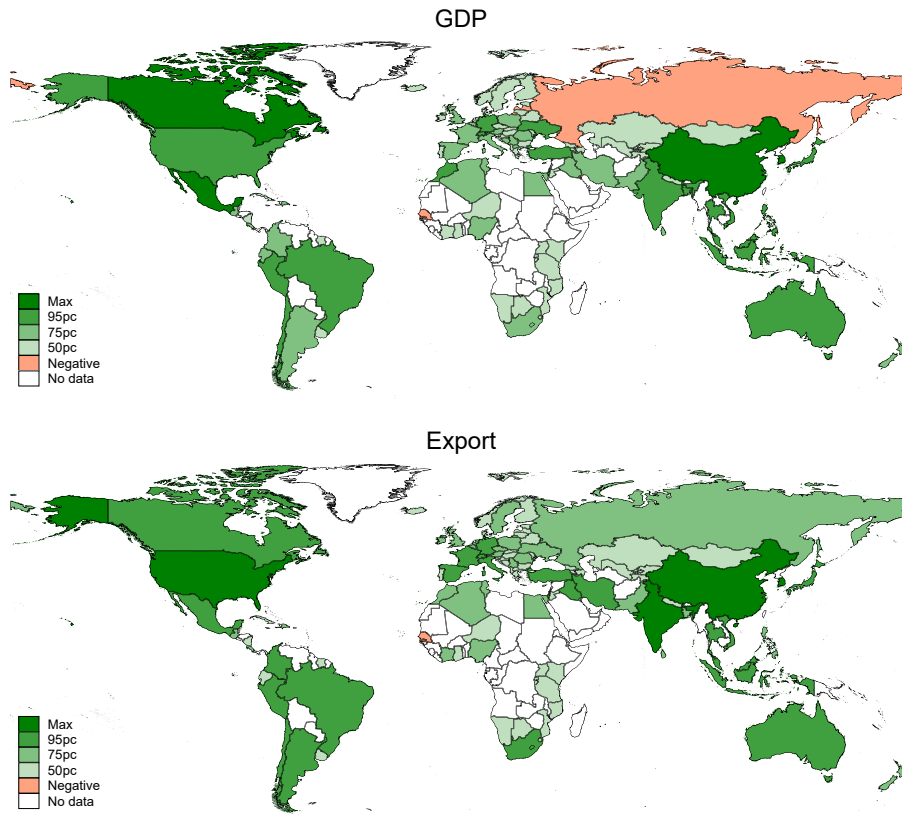 GDP
Max
95pc
75pc
50pc
Negative
No data
Export
Max
95pc
75pc
50pc
Negative
No data